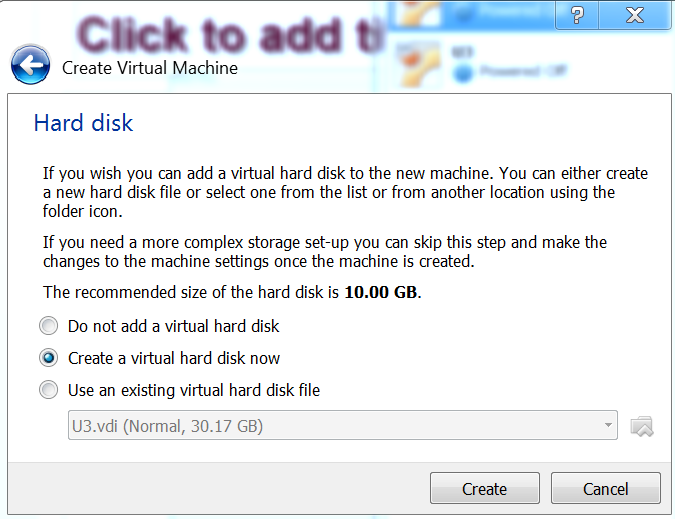 Click to add ti
Create Virtual Machine
U3
Powered Off
Hard disk
If you wish you can add a virtual hard disk to the new machine. You can either create
a new hard disk file or select one from the list or from another location using the
folder icon.
If you need a more complex storage set-up you can skip this step and make the
changes to the machine settings once the machine is created.
The recommended size of the hard disk is 10.00 GB.
Do not add a virtual hard disk
Create a virtual hard disk now
Use an existing virtual hard disk file
U3.vdi (Normal, 30.17 GB)
Create
Cancel